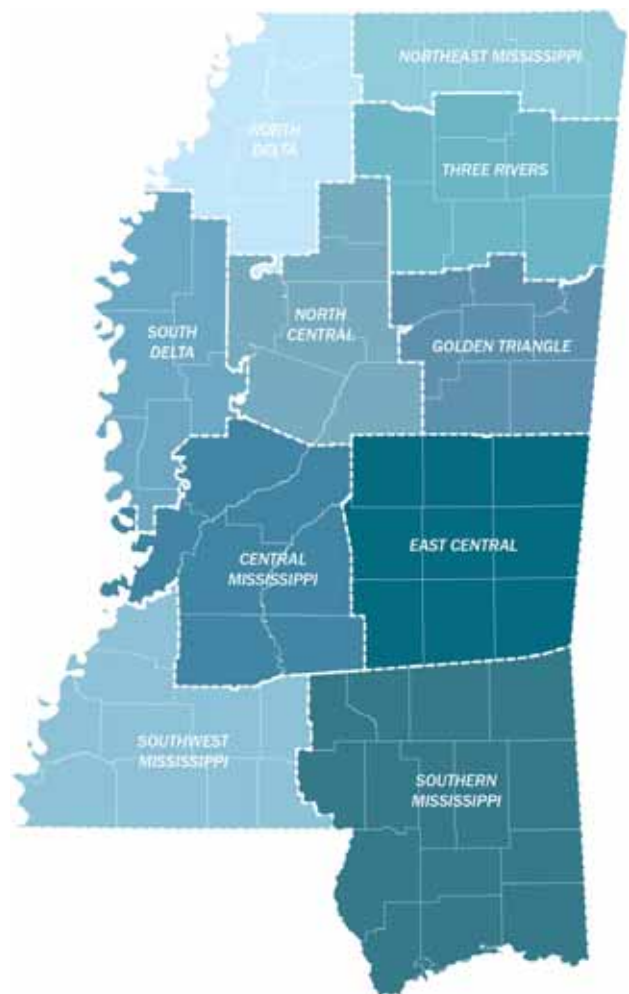 NORTHEAST MISSISSIPPI
NORTH
DELTA
THREE RIVERS
NORTH
CENTRAL
SOUTH
DELTA
GOLDEN TRIANGLE
EAST CENTRAL
CENTRAL
MISSISSIPPI
SOUTHWEST
MISSISSIPPI
SOUTHERN
MISSISSIPPI